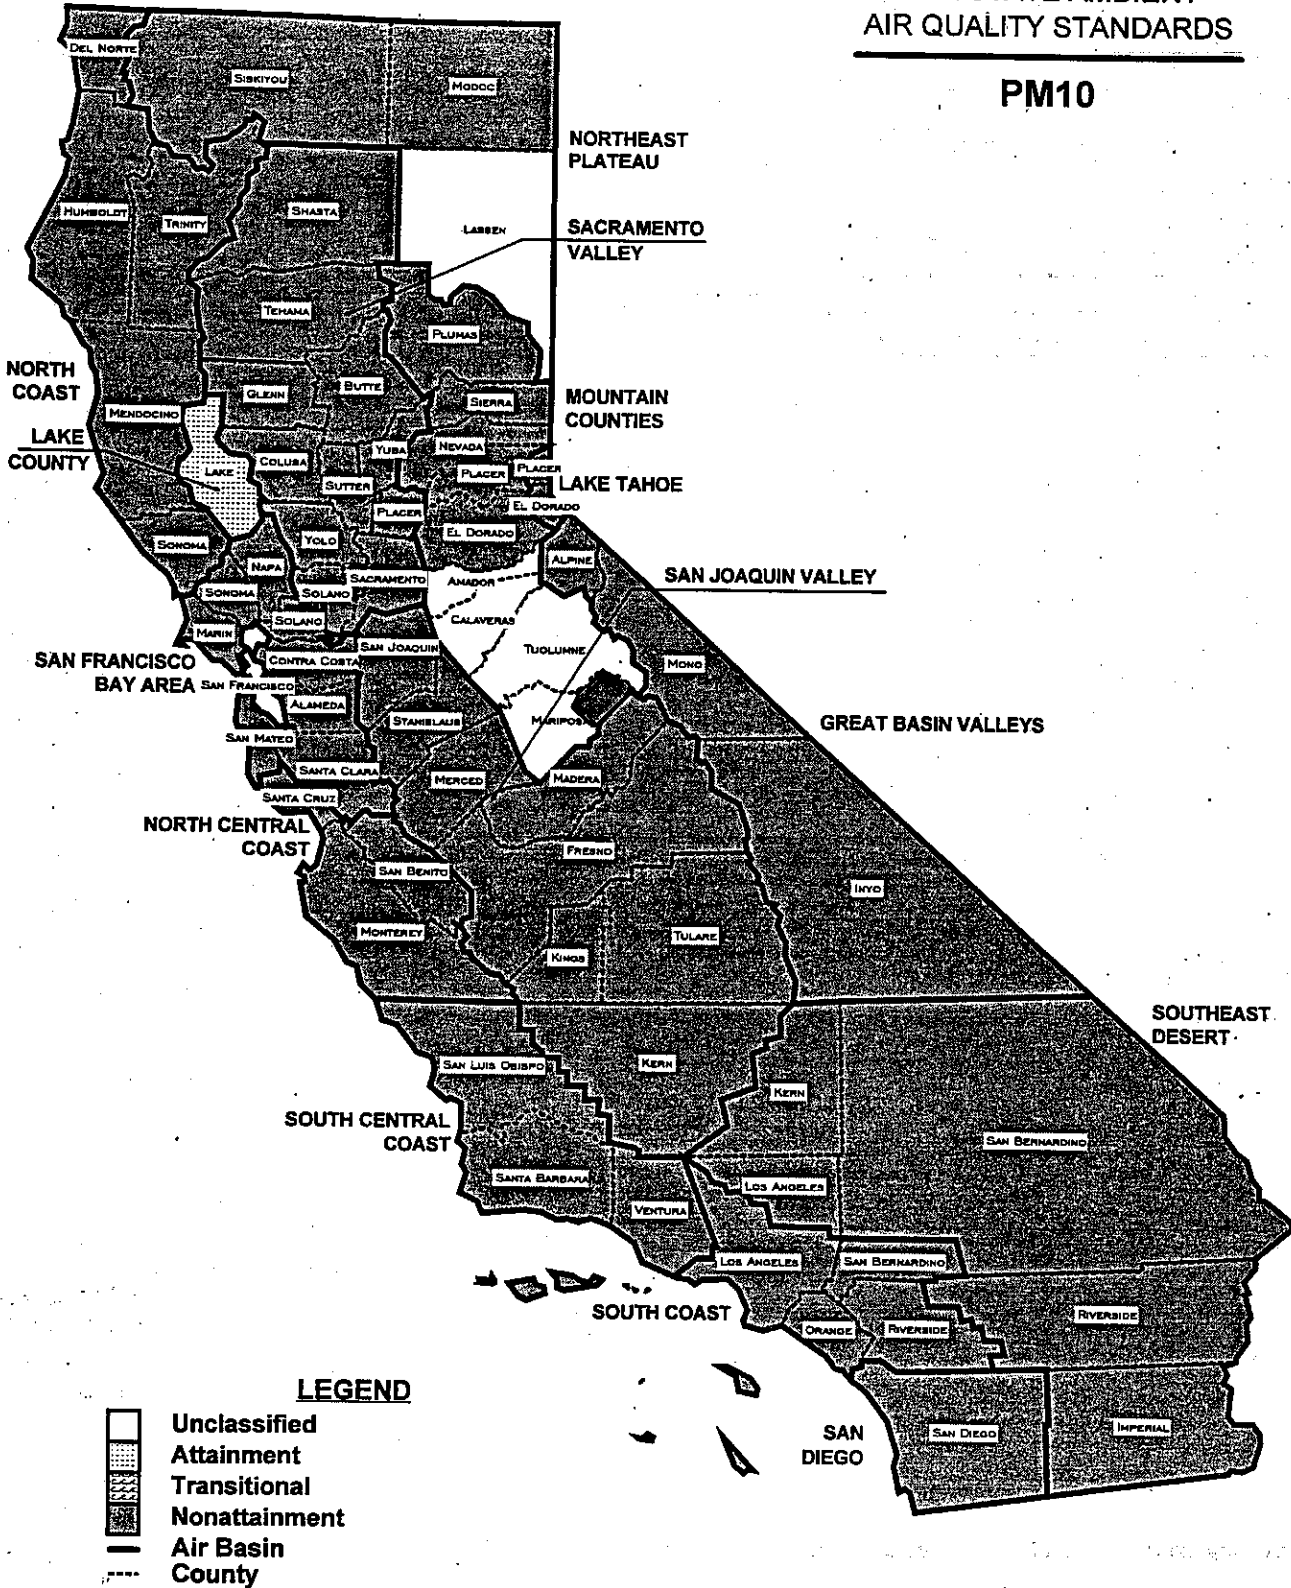 AIR QUALITY STANDARDS
PM10
DEL NORTE
SISKIYOU
MODOC
NORTHEAST
PLATEAU
HUMBOLDT
TRINITY
SHASTA
LASSEN
SACRAMENTO
VALLEY
TEHAMA
PLUMAS
NORTH
COAST
GLENN
BUTTE
SIERRA
MOUNTAIN
COUNTIES
MENDOCINO
LAKE
COUNTY
LAKE
COLUSA
YUBA
NEVADA
SUTTER
PLACER
PLACER
LAKE TAHOE
PLACER
EL DORADO
EL DORADO
SONOMA
YOLO
NAPA
ALPINE
SACRAMENTO
AMADOR
SAN JOAQUIN VALLEY
SONOMA
SOLANO
SOLANO
CALAVERAS
MARIN
SAN JOAQUIN
TUOLUMNE
CONTRA COSTA
MONO
SAN FRANCISCO
BAY AREA
SAN FRANCISCO
ALAMEDA
STANISLAUS
MARIPOSA
GREAT BASIN VALLEYS
SAN MATEO
SANTA CLARA
MERCED
MADERA
SANTA CRUZ
NORTH CENTRAL
COAST
FRESNO
SAN BENITO
INYO
MONTEREY
TULARE
KINGS
SOUTHEAST
DESERT
SAN LUIS OBISPO
KERN
KERN
SOUTH CENTRAL
COAST
SAN BERNARDINO
SANTA BARBARA
LOS ANGELES
VENTURA
LOS ANGELES
SAN BERNARDINO
SOUTH COAST
ORANGE
RIVERSIDE
RIVERSIDE
SAN
DIEGO
SAN DIEGO
IMPERIAL
LEGEND
Unclassified
Attainment
Transitional
Nonattainment
Air Basin
County